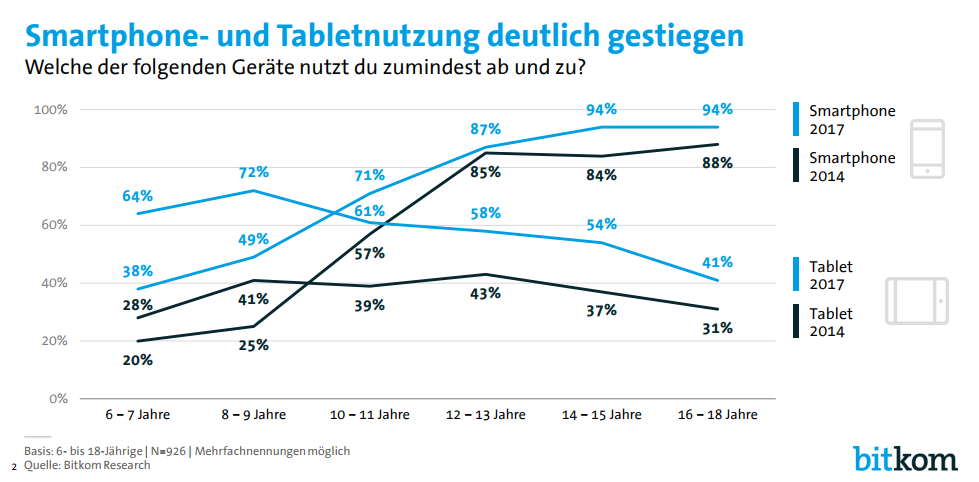 Smartphone- und Tabletnutzung deutlich gestiegen
Welche der folgenden Geräte nutzt du zumindest ab und zu?
100%
80%
60%
40%
20%
0%
64%
72%
61%
58%
54%
41%
38%
49%
71%
87%
94%
94%
28%
41%
39%
43%
37%
31%
20%
25%
57%
85%
84%
88%
6 – 7 Jahre
8 – 9 Jahre
10 – 11 Jahre
12 – 13 Jahre
14 – 15 Jahre
16 – 18 Jahre
Smartphone
2017
Smartphone
2014
Tablet
2017
Tablet
2014
Basis: 6- bis 18-Jährige | N=926 | Mehrfachnennungen möglich
2 Quelle: Bitkom Research
bitkom